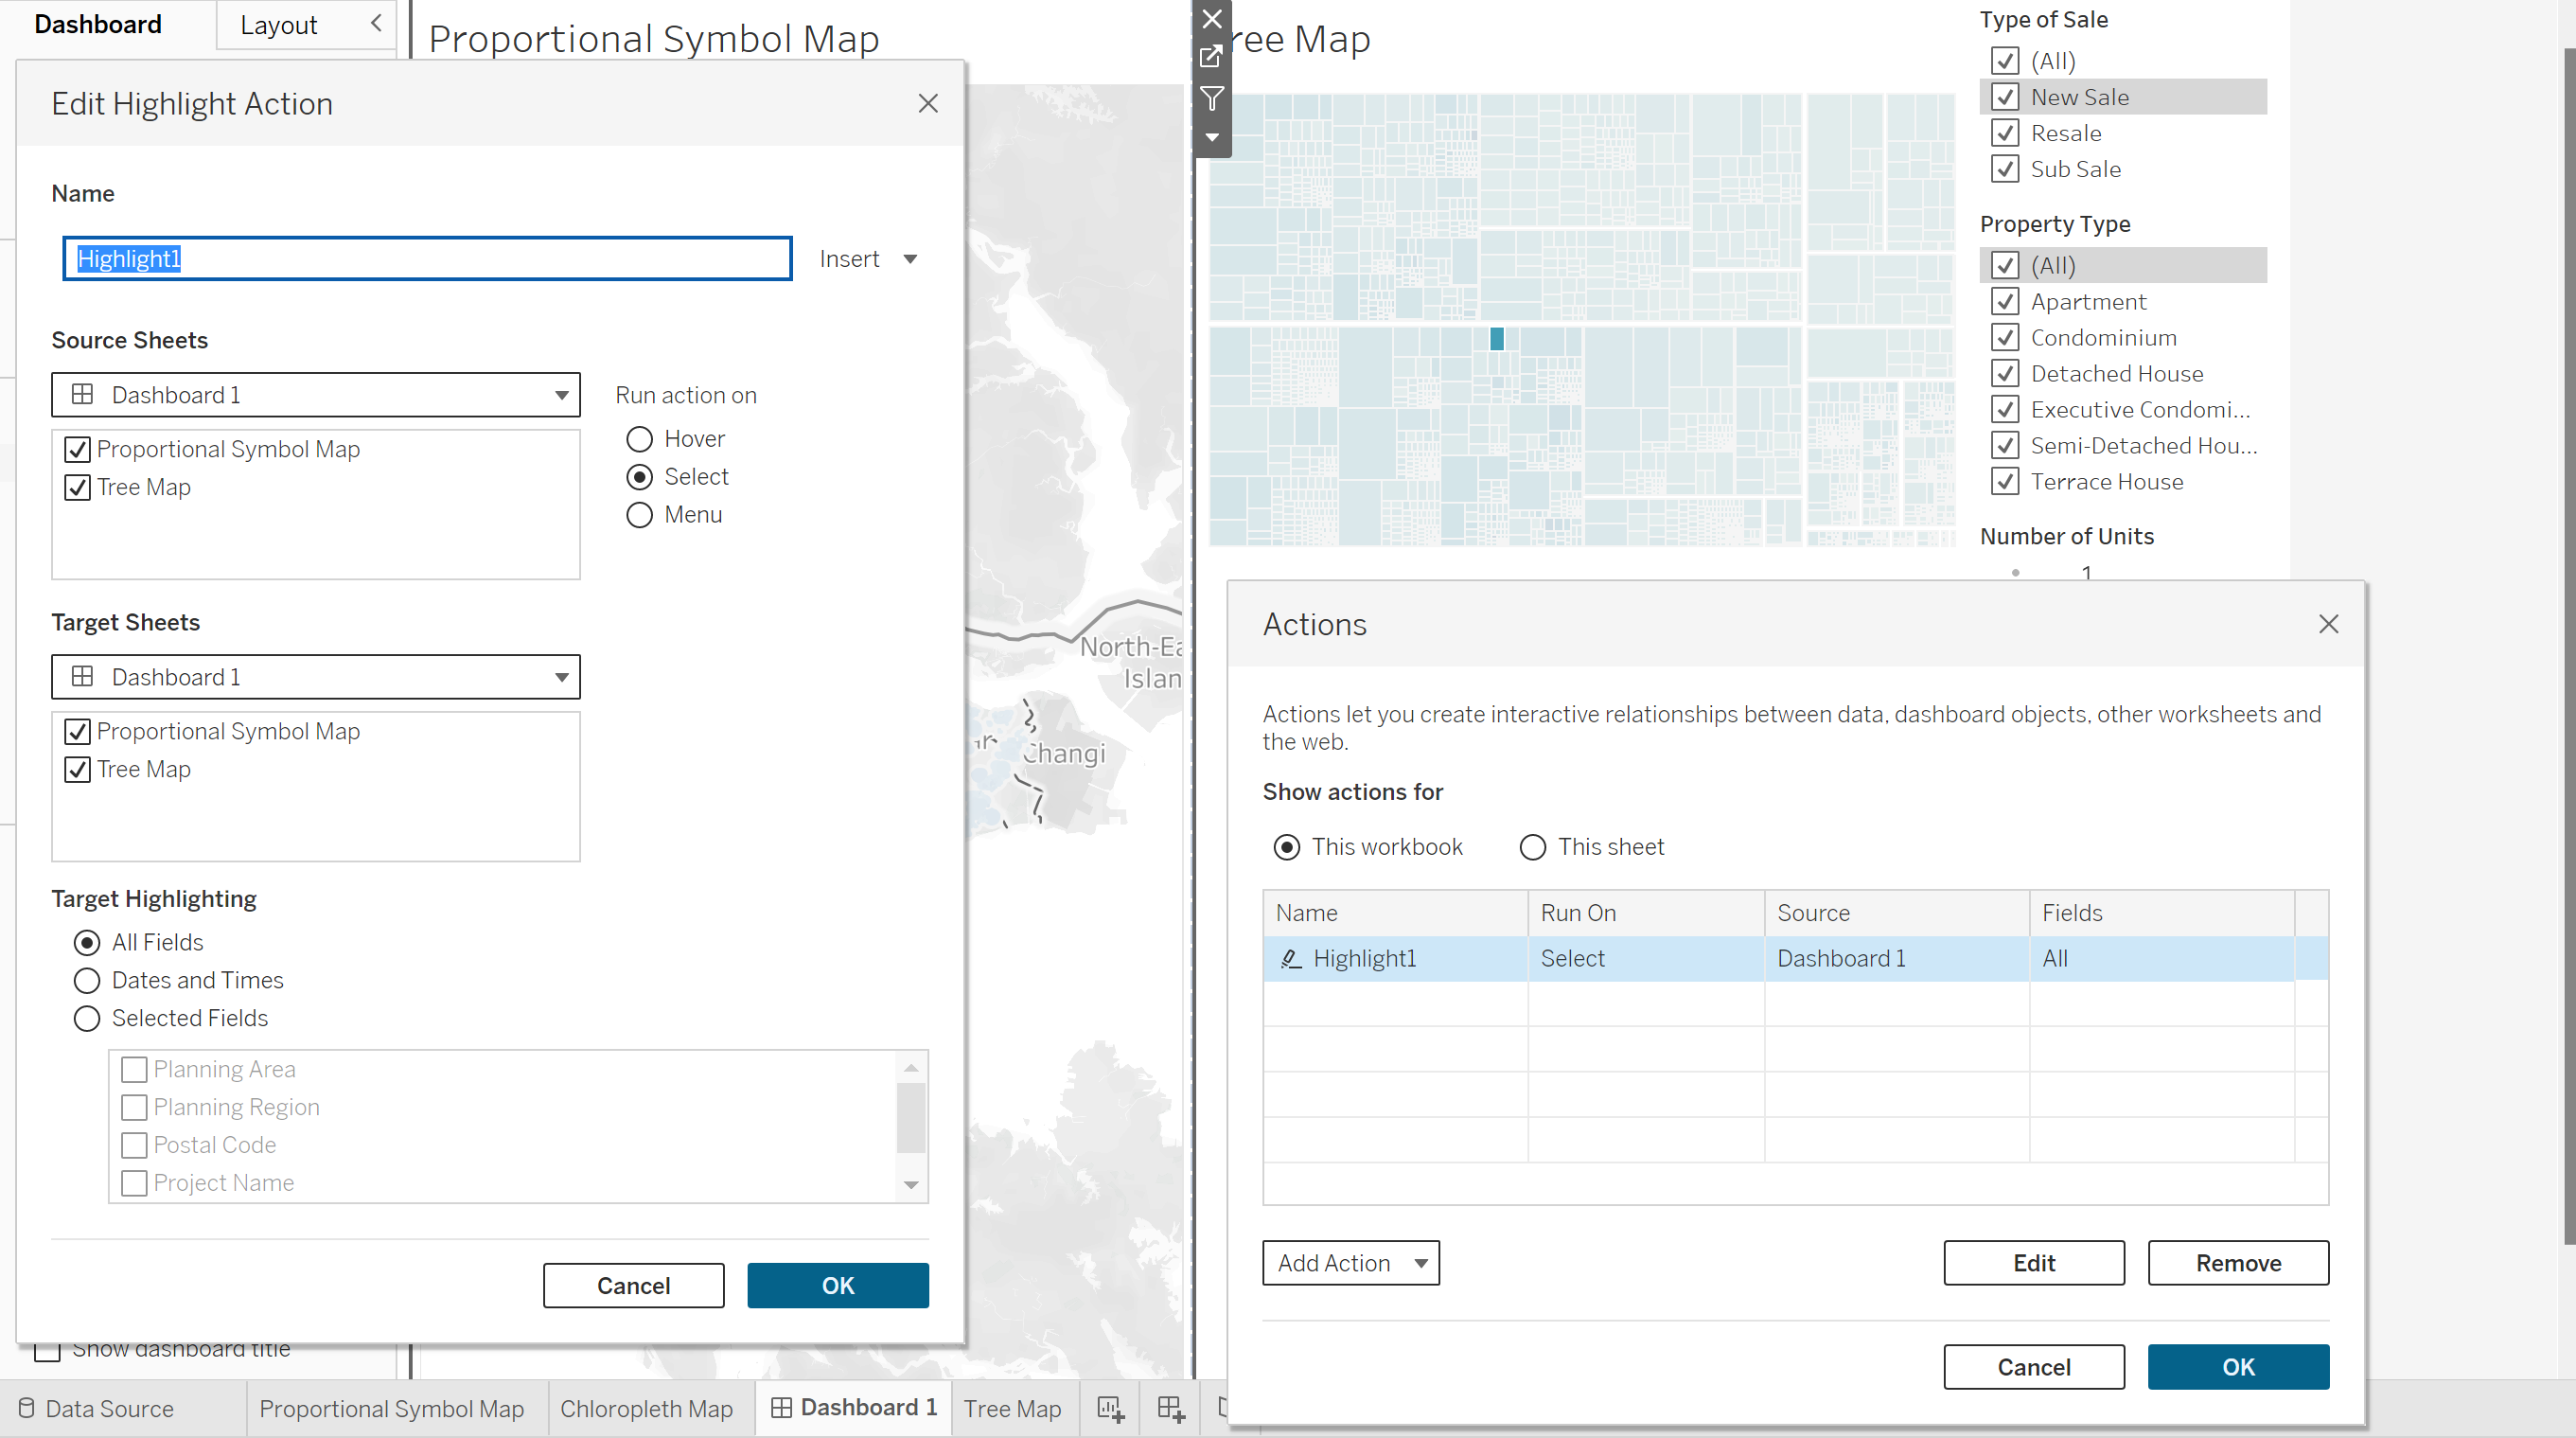 Dashboard
Layout
Proportional Symbol Map
ree Map
Edit Highlight Action
Name
Highlight1
Insert
Source Sheets
Dashboard 1
Run action on
Proportional Symbol Map
Tree Map
Hover
Select
Menu
Target Sheets
Dashboard 1
Proportional Symbol Map
Tree Map
Target Highlighting
All Fields
Dates and Times
Selected Fields
Planning Area
Planning Region
Postal Code
Project Name
Cancel
OK
Show dashboard title
North-Ea
Islan
Changi
Type of Sale
(All)
New Sale
Resale
Sub Sale
Property Type
(All)
Apartment
Condominium
Detached House
Executive Condomi...
Semi-Detached Hou...
Terrace House
Number of Units
1
Actions
Actions let you create interactive relationships between data, dashboard objects, other worksheets and
the web.
Show actions for
This workbook
This sheet
Name Run On Source Fields
Highlight1 Select Dashboard 1 All
Add Action
Edit
Remove
Cancel
OK
Data Source
Proportional Symbol Map
Chloropleth Map
Dashboard 1
Tree Map